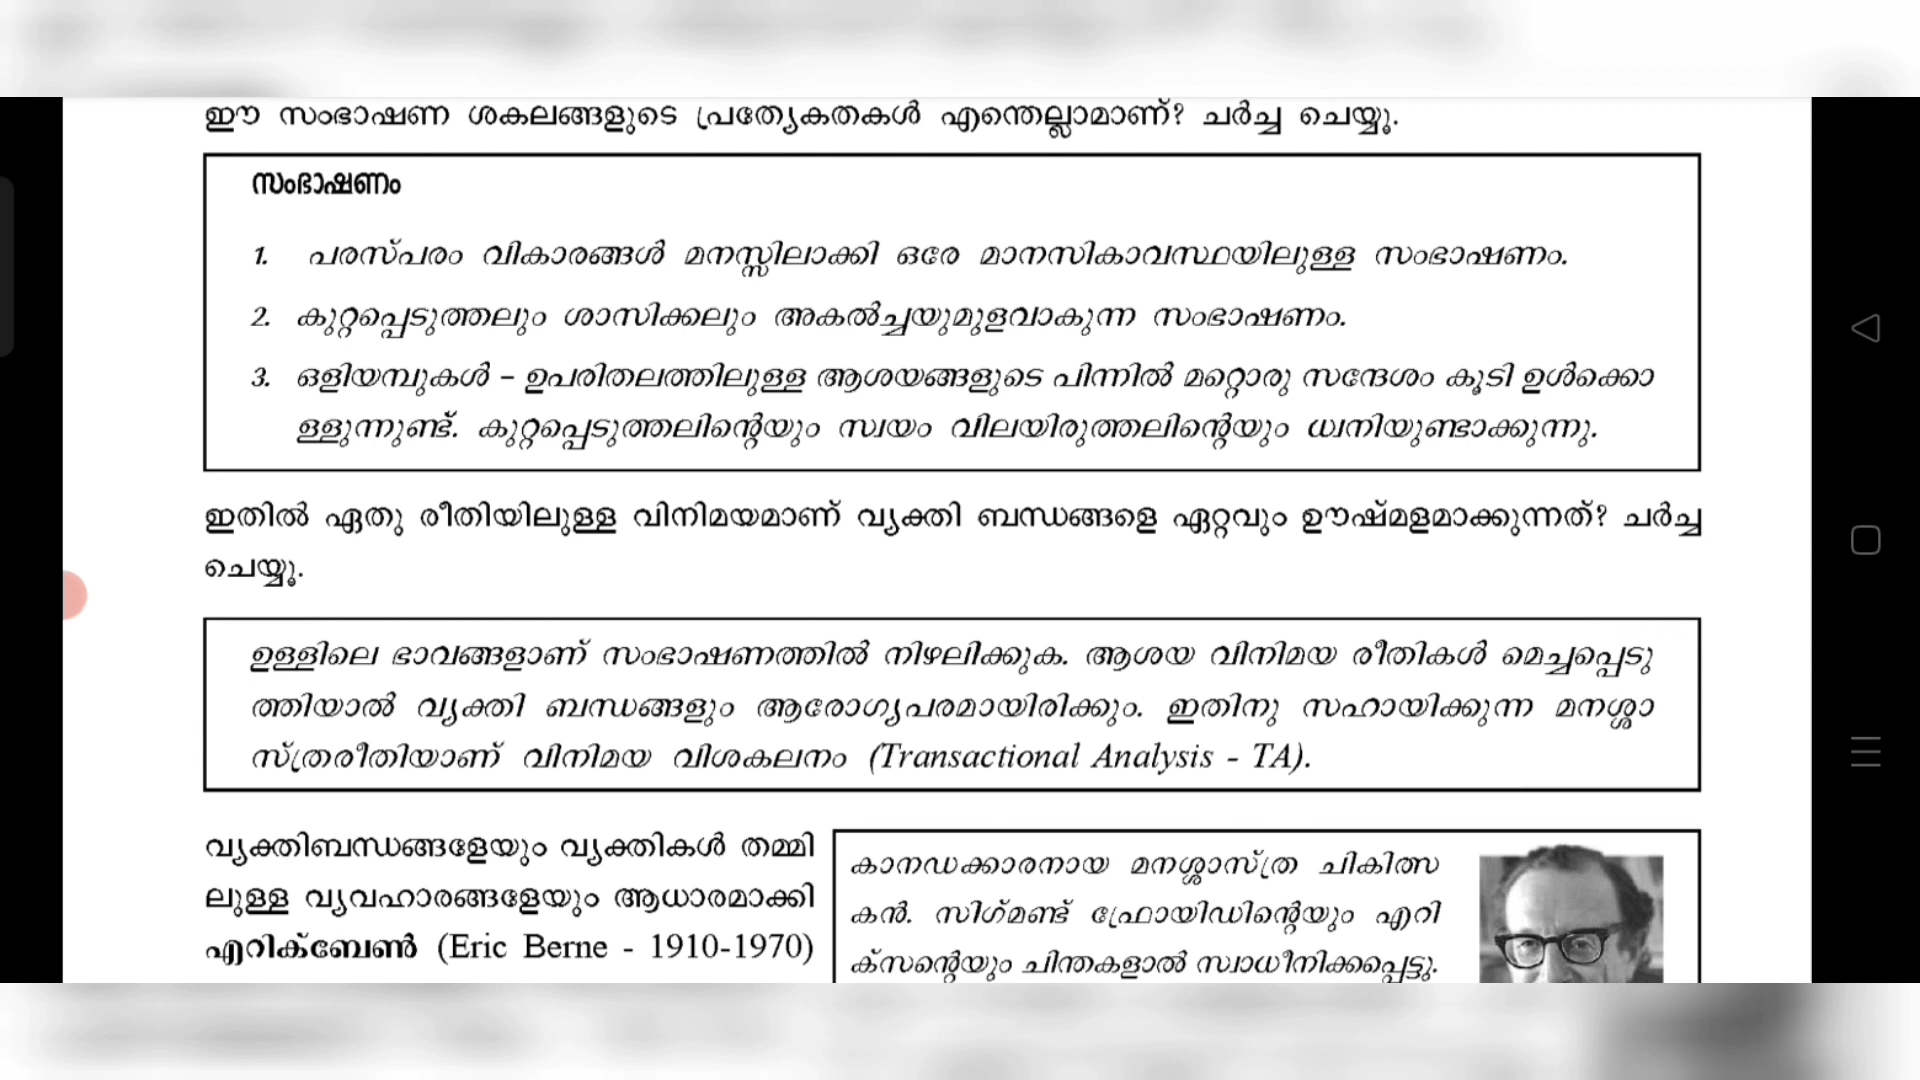 ഈ സംഭാഷണ ശകലങ്ങളുടെ പ്രത്യേകതകൾ എന്തെല്ലാമാണ്? ചർച്ച ചെയ്യൂ.
സംഭാഷണം
1. പരസ്പരം വികാരങ്ങൾ മനസ്സിലാക്കി ഒരേ മാനസികാവസ്ഥയിലുള്ള സംഭാഷണം.
2. കുറ്റപ്പെടുത്തലും ശാസിക്കലും അകൽച്ചയുമുളവാകുന്ന സംഭാഷണം.
3. ഒളിയമ്പുകൾ – ഉപരിതലത്തിലുള്ള ആശയങ്ങളുടെ പിന്നിൽ മറ്റൊരു സന്ദേശം കൂടി ഉൾക്കൊ
ള്ളുന്നുണ്ട്. കുറ്റപ്പെടുത്തലിന്റെയും സ്വയം വിലയിരുത്തലിന്റെയും ധ്വനിയുണ്ടാക്കുന്നു.
ഇതിൽ ഏതു രീതിയിലുള്ള വിനിമയമാണ് വ്യക്തി ബന്ധങ്ങളെ ഏറ്റവും ഊഷ്മളമാക്കുന്നത്? ചർച്ച
ചെയ്യൂ.
ഉള്ളിലെ ഭാവങ്ങളാണ് സംഭാഷണത്തിൽ നിഴലിക്കുക. ആശയ വിനിമയ രീതികൾ മെച്ചപ്പെടു
ത്തിയാൽ വ്യക്തി ബന്ധങ്ങളും ആരോഗ്യപരമായിരിക്കും. ഇതിനു സഹായിക്കുന്ന മനശ്ശാ
സ്ത്രരീതിയാണ് വിനിമയ വിശകലനം (Transactional Analysis - TA).
വ്യക്തിബന്ധങ്ങളേയും വ്യക്തികൾ തമ്മി
ലുള്ള വ്യവഹാരങ്ങളേയും ആധാരമാക്കി
എറിക്ബേൺ (Eric Berne - 1910-1970)
കാനഡക്കാരനായ മനശ്ശാസ്ത്ര ചികിത്സ
കൻ. സിഗ്മണ്ട് ഫ്രോയിഡിന്റെയും എറി
ക്സന്റെയും ചിന്തകളാൽ സ്വാധീനിക്കപ്പെട്ടു.